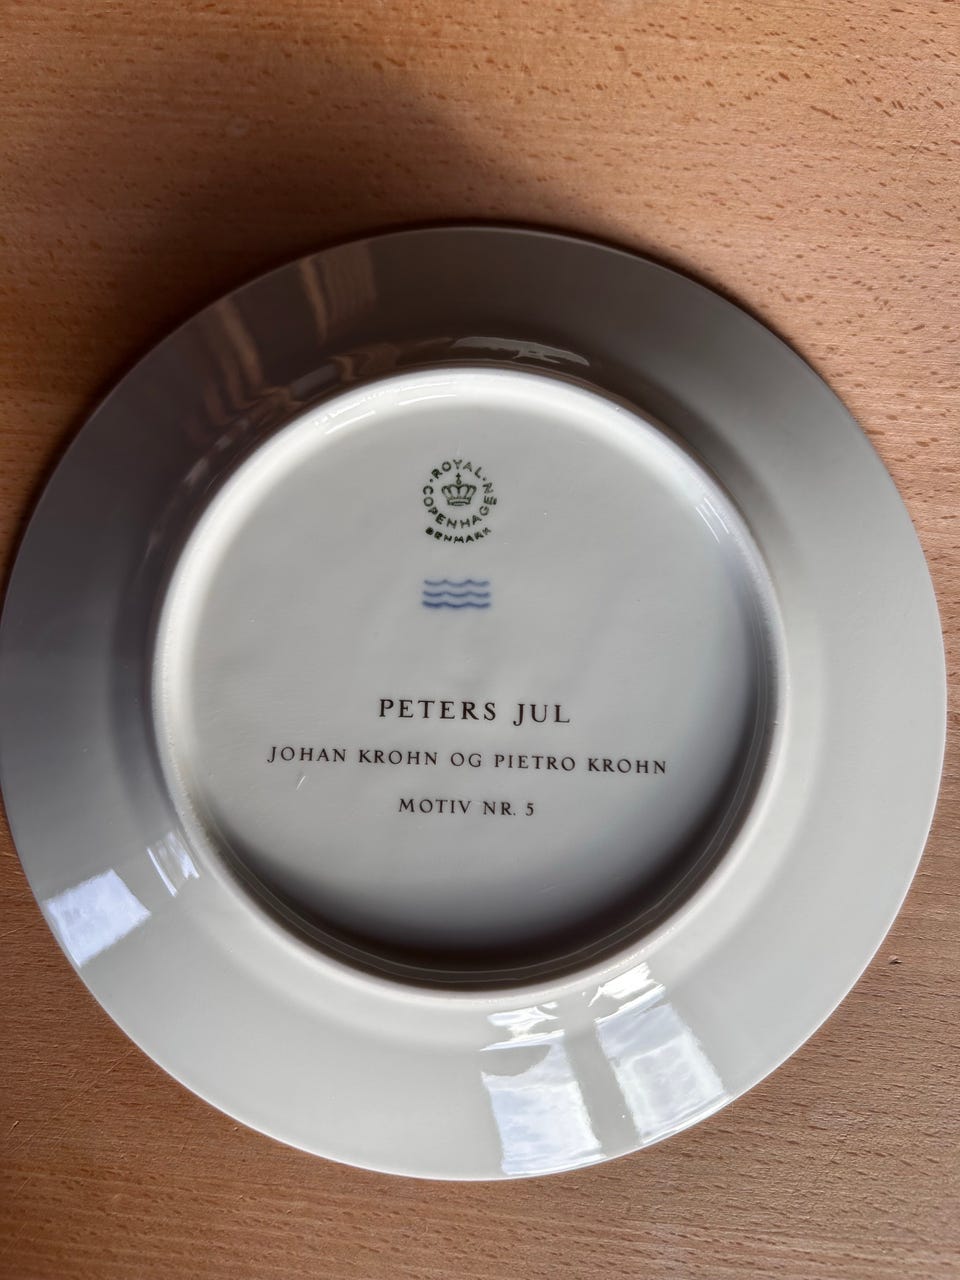 ROYAL
COPENHAGEN
DENMARK
PETERS JUL
JOHAN KROHN OG PIETRO KROHN
MOTIV NR. 5